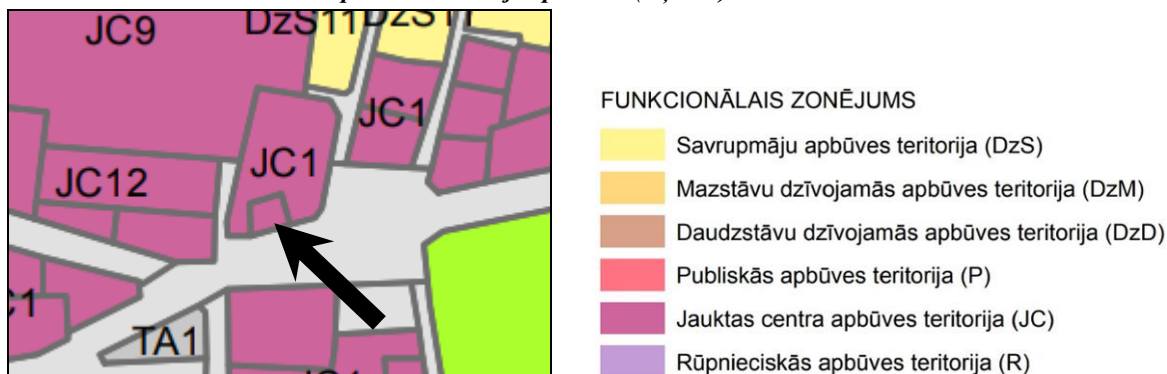 JC9
DzS11
DzS11
JC1
JC1
JC12
TA1
FUNKCIONĀLAIS ZONĒJUMS
Savrupmāju apbūves teritorija (DzS)
Mazstāvu dzīvojamās apbūves teritorija (DzM)
Daudzstāvu dzīvojamās apbūves teritorija (DzD)
Publiskās apbūves teritorija (P)
Jauktas centra apbūves teritorija (JC)
Rūpnieciskās apbūves teritorija (R)